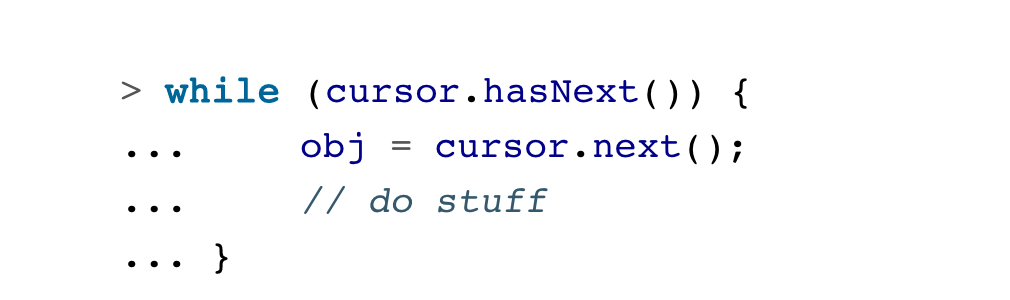 > while (cursor.hasNext()) {
...     obj = cursor.next();
...     // do stuff
... }